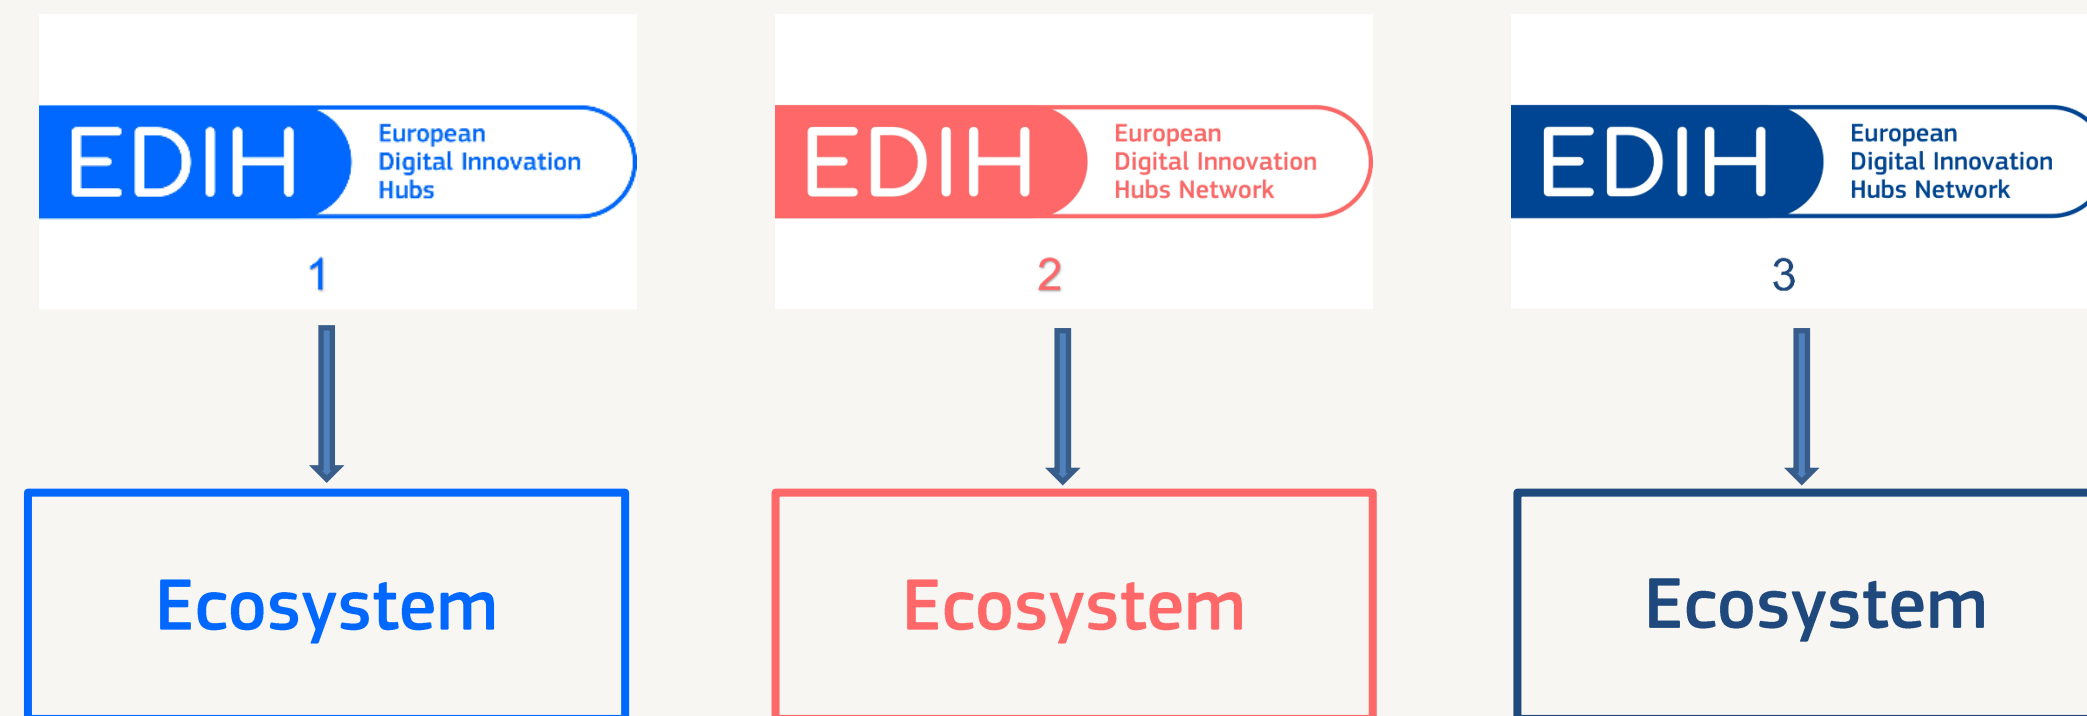 EDIH
European
Digital Innovation
Hubs
1
EDIH
European
Digital Innovation
Hubs Network
2
EDIH
European
Digital Innovation
Hubs Network
3
Ecosystem
Ecosystem
Ecosystem